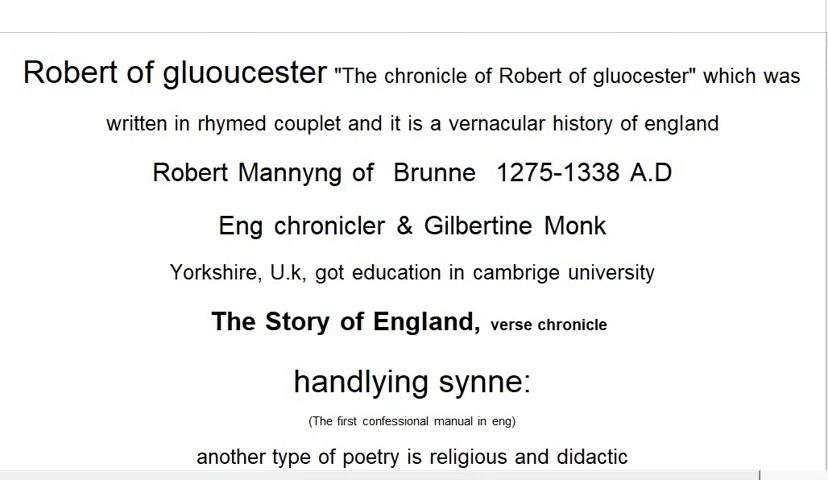 Robert of gluoucester "The chronicle of Robert of gluocester" which was
written in rhymed couplet and it is a vernacular history of england
Robert Mannyng of Brunne 1275-1338 A.D
Eng chronicler & Gilbertine Monk
Yorkshire, U.k, got education in cambrige university
The Story of England, verse chronicle
handlying synne:
(The first confessional manual in eng)
another type of poetry is religious and didactic